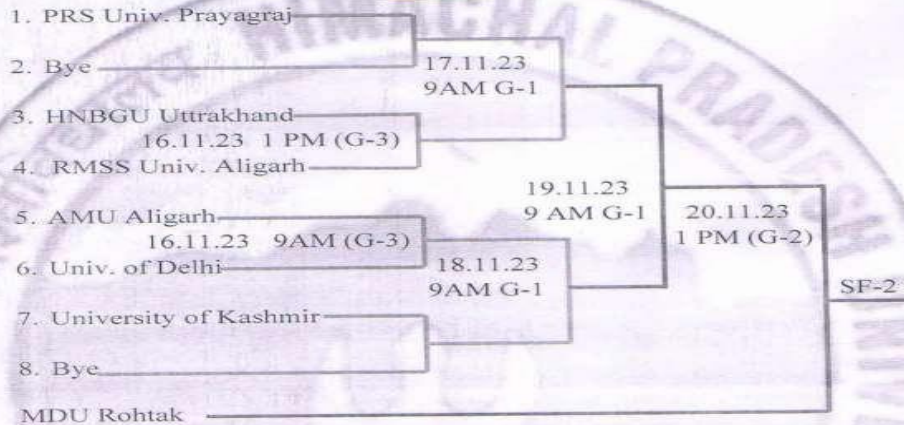 1. PRS Univ. Prayagraj
2. Bye
17.11.23
9AM G-1
3. HNBGU Uttrakhand
16.11.23 1 PM (G-3)
4. RMSS Univ. Aligarh
19.11.23
9 AM G-1
20.11.23
1 PM (G-2)
5. AMU Aligarh
16.11.23 9AM (G-3)
6. Univ. of Delhi
18.11.23
9AM G-1
SF-2
7. University of Kashmir
8. Bye
MDU Rohtak
HIMACHAL PRADESH